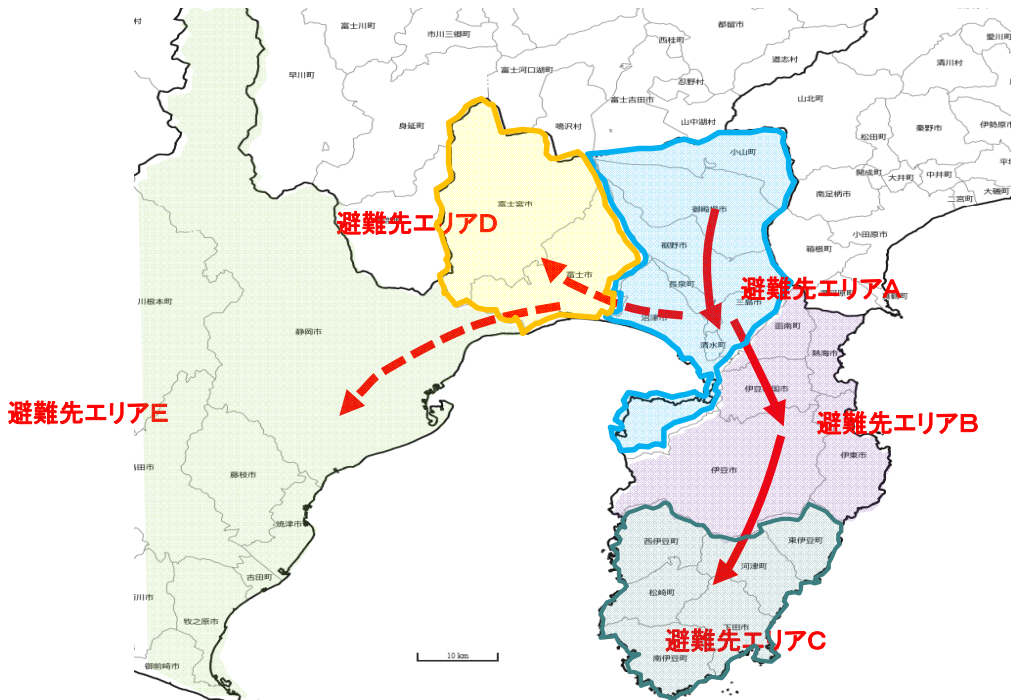 都留市
富士川町
市川三郷町
西桂町
愛川町
道志村
清川村
早川町
富士河口湖町
忍野村
富士吉田市
山北町
鳴沢村
山中湖村
身延町
松田町
秦野市
伊勢原市
小山町
開成町
大井町
中井町
南足柄市
大磯町
二宮町
富士宮市
御殿場市
避難先エリアD
小田原市
裾野市
箱根町
富士市
長泉町
避難先エリアA
川根本町
三島市
静岡市
沼津市
函南町
清水町
熱海市
避難先エリアE
避難先エリアB
伊豆市
伊東市
藤枝市
焼津市
西伊豆町
東伊豆町
河津町
吉田町
松崎町
牧之原市
下田市
避難先エリアC
南伊豆町
御前崎市
10 km